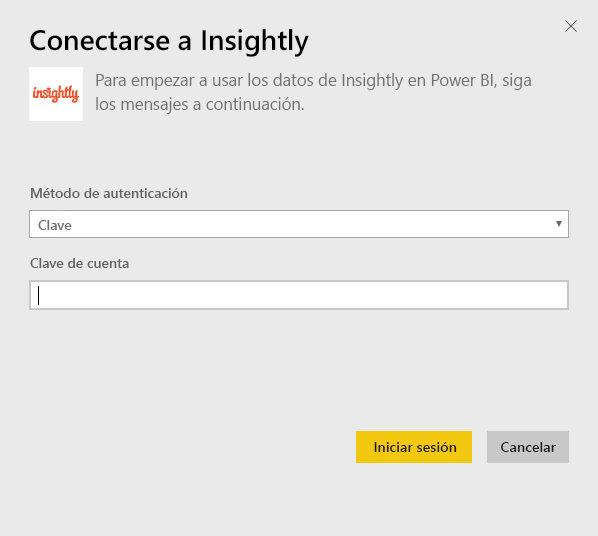 Conectarse a Insightly
insightly
Para empezar a usar los datos de Insightly en Power BI, siga
los mensajes a continuación.
Método de autenticación
Clave
Clave de cuenta
Iniciar sesión
Cancelar